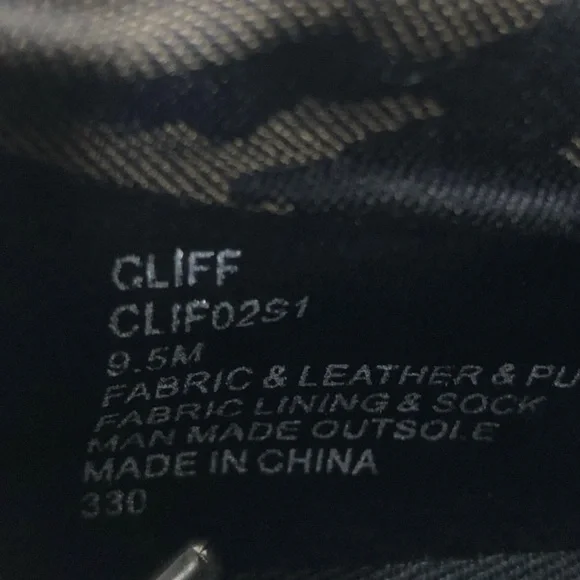 CLIFF
CLIF02S1
9.5M
FABRIC & LEATHER & PU
FABRIC LINING & SOCK
MAN MADE OUTSOLE
MADE IN CHINA
330